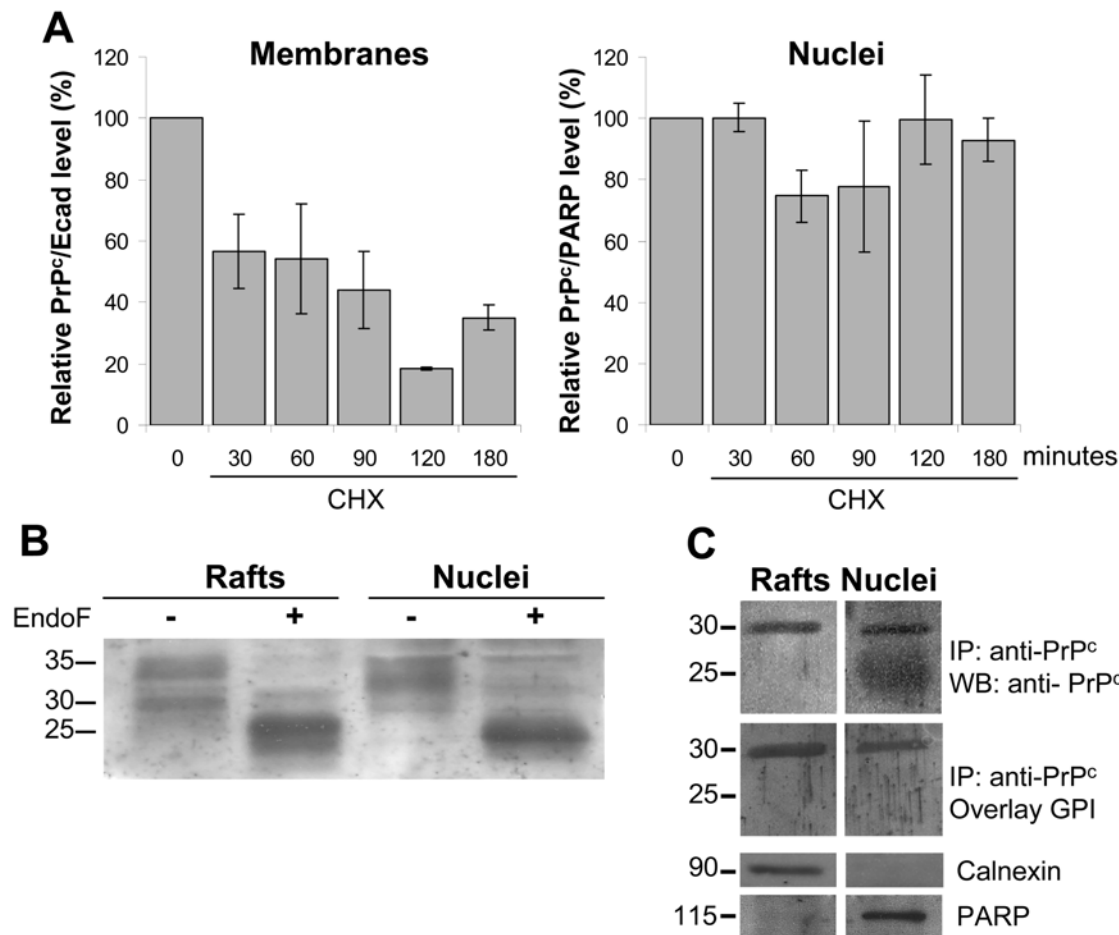 A
Membranes
Relative PrPᶜ/Ecad level (%)
120
100
80
60
40
20
0
0 30 60 90 120 180
CHX
Nuclei
Relative PrPᶜ/PARP level (%)
120
100
80
60
40
20
0
0 30 60 90 120 180 minutes
CHX
B
Rafts Nuclei
EndoF - + - +
35
30
25
C
Rafts Nuclei
30
25
IP: anti-PrPᶜ
WB: anti- PrPᶜ
30
25
IP: anti-PrPᶜ
Overlay GPI
90 Calnexin
115 PARP